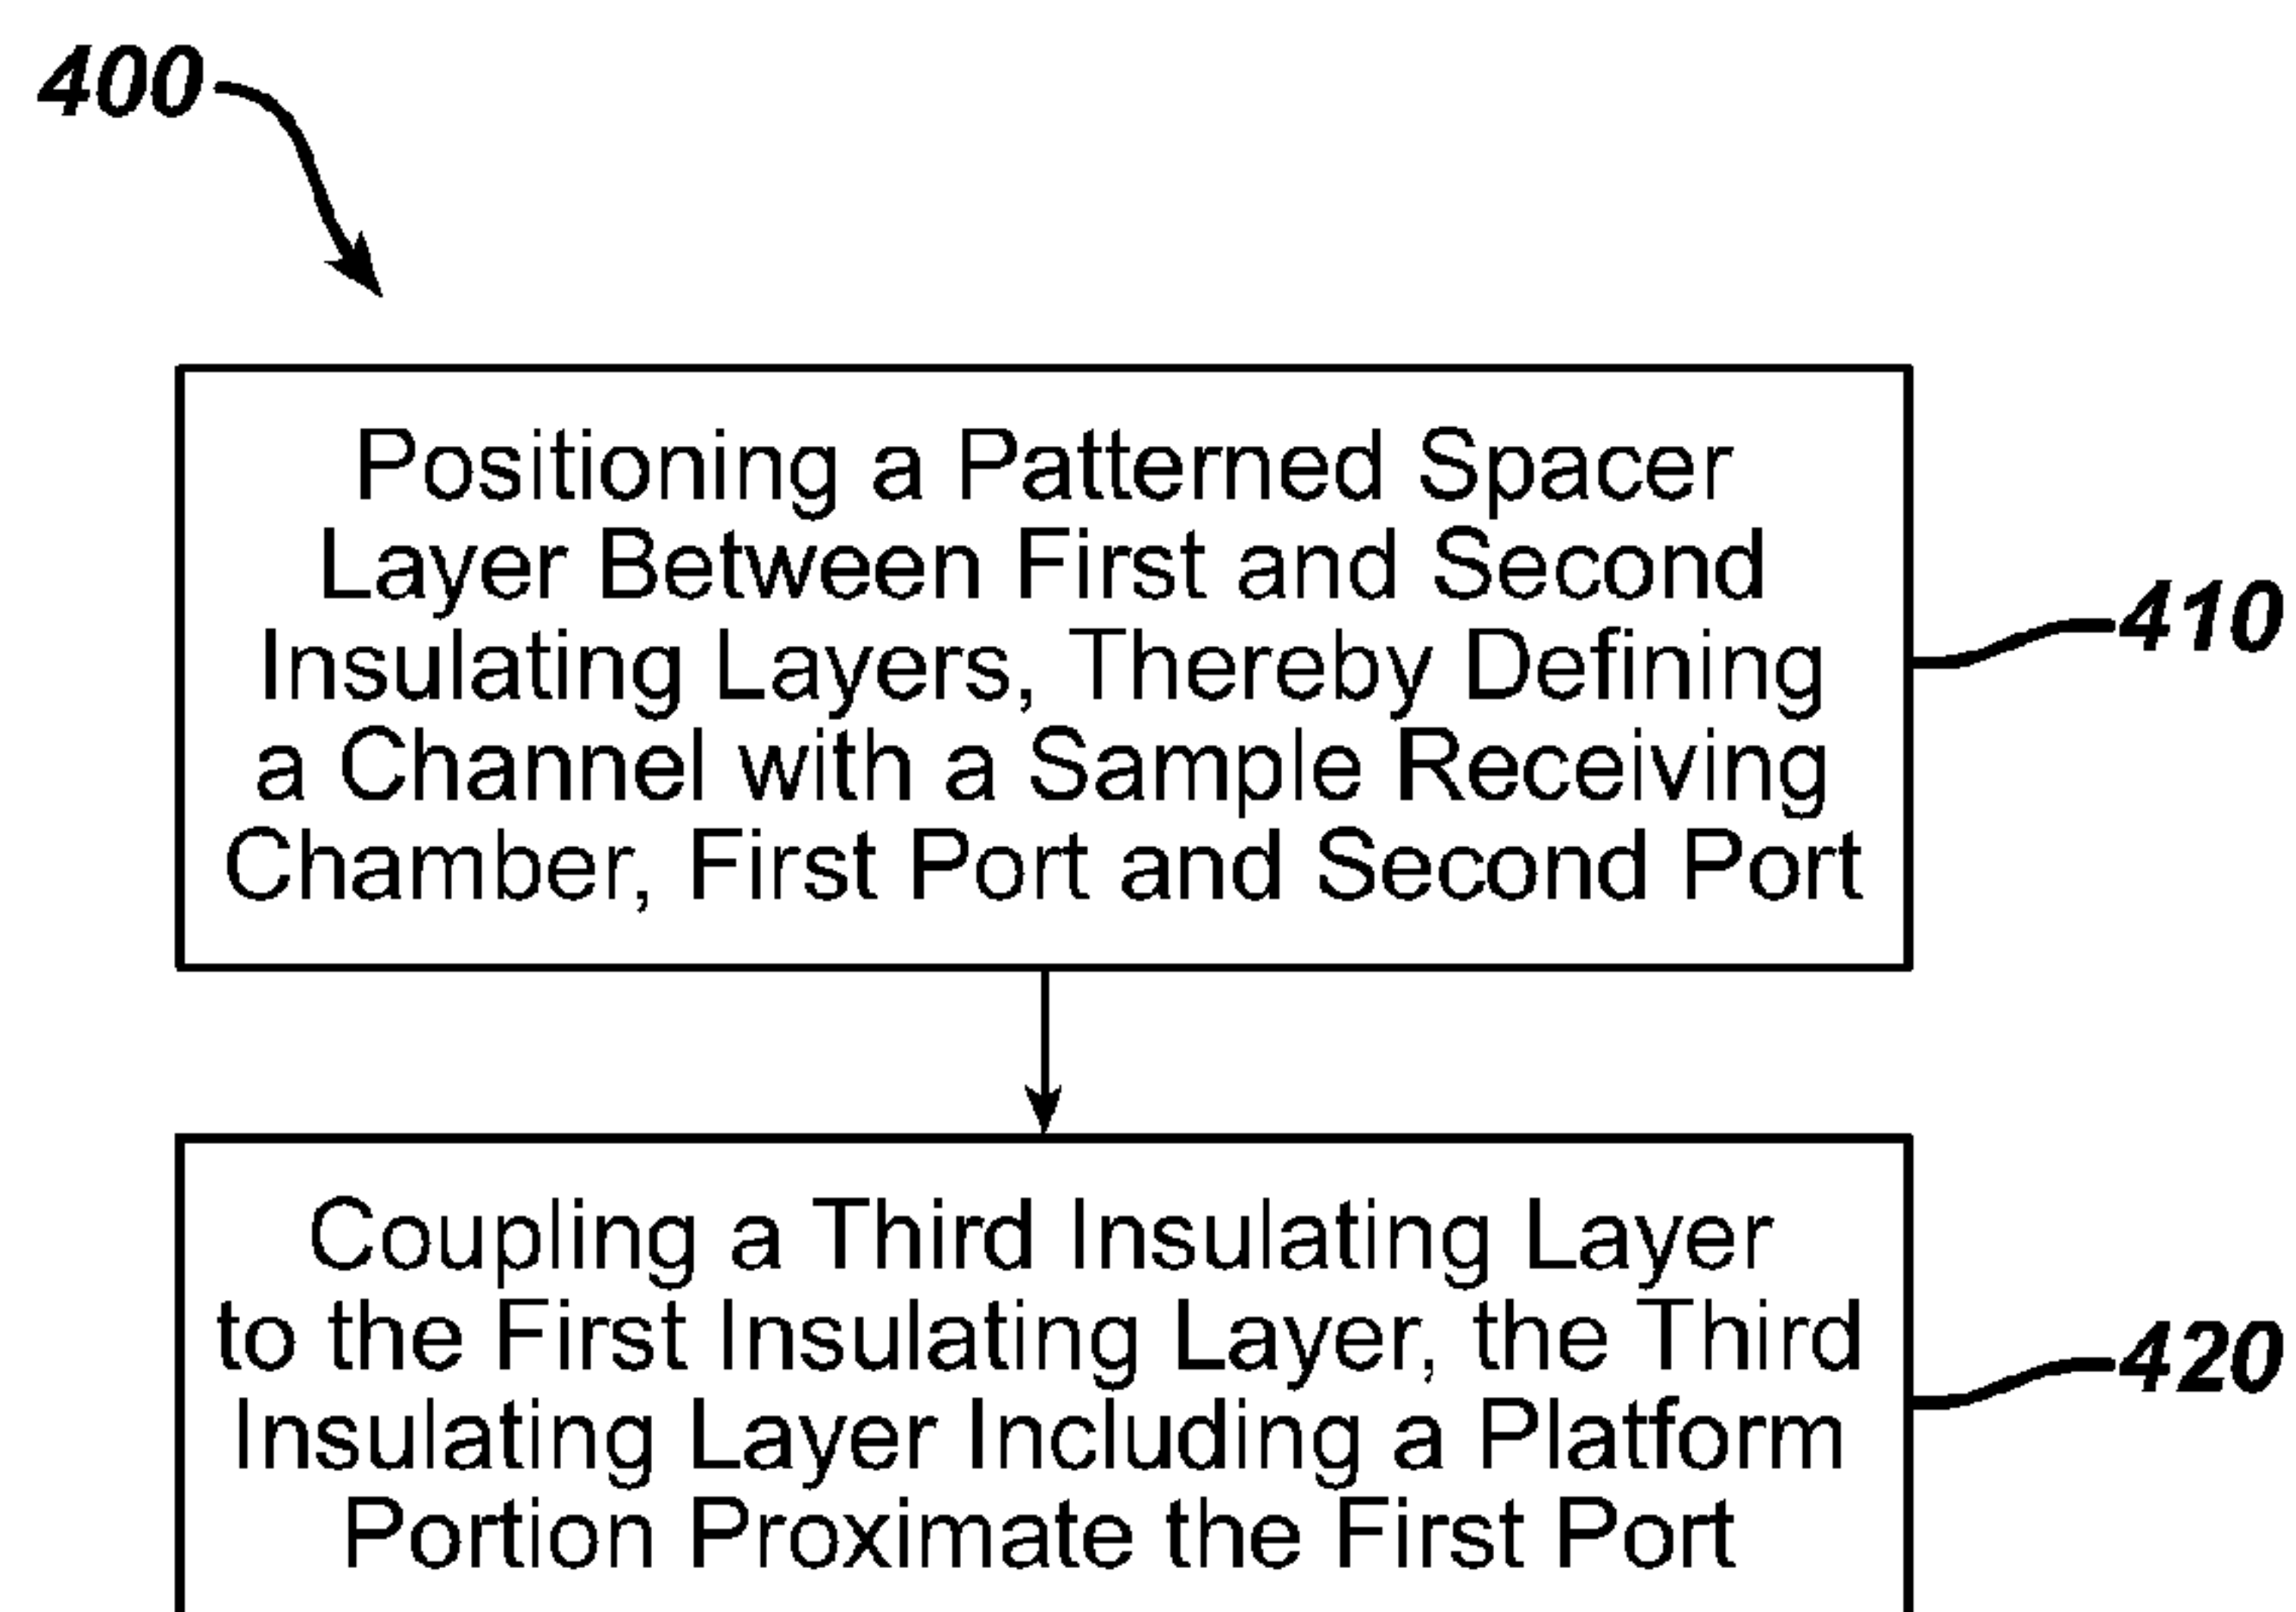 400
Positioning a Patterned Spacer
Layer Between First and Second
Insulating Layers, Thereby Defining
a Channel with a Sample Receiving
Chamber, First Port and Second Port
410
Coupling a Third Insulating Layer
to the First Insulating Layer, the Third
Insulating Layer Including a Platform
Portion Proximate the First Port
420